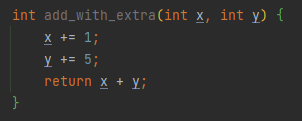 int add_with_extra(int x, int y) {
    x += 1;
    y += 5;
    return x + y;
}